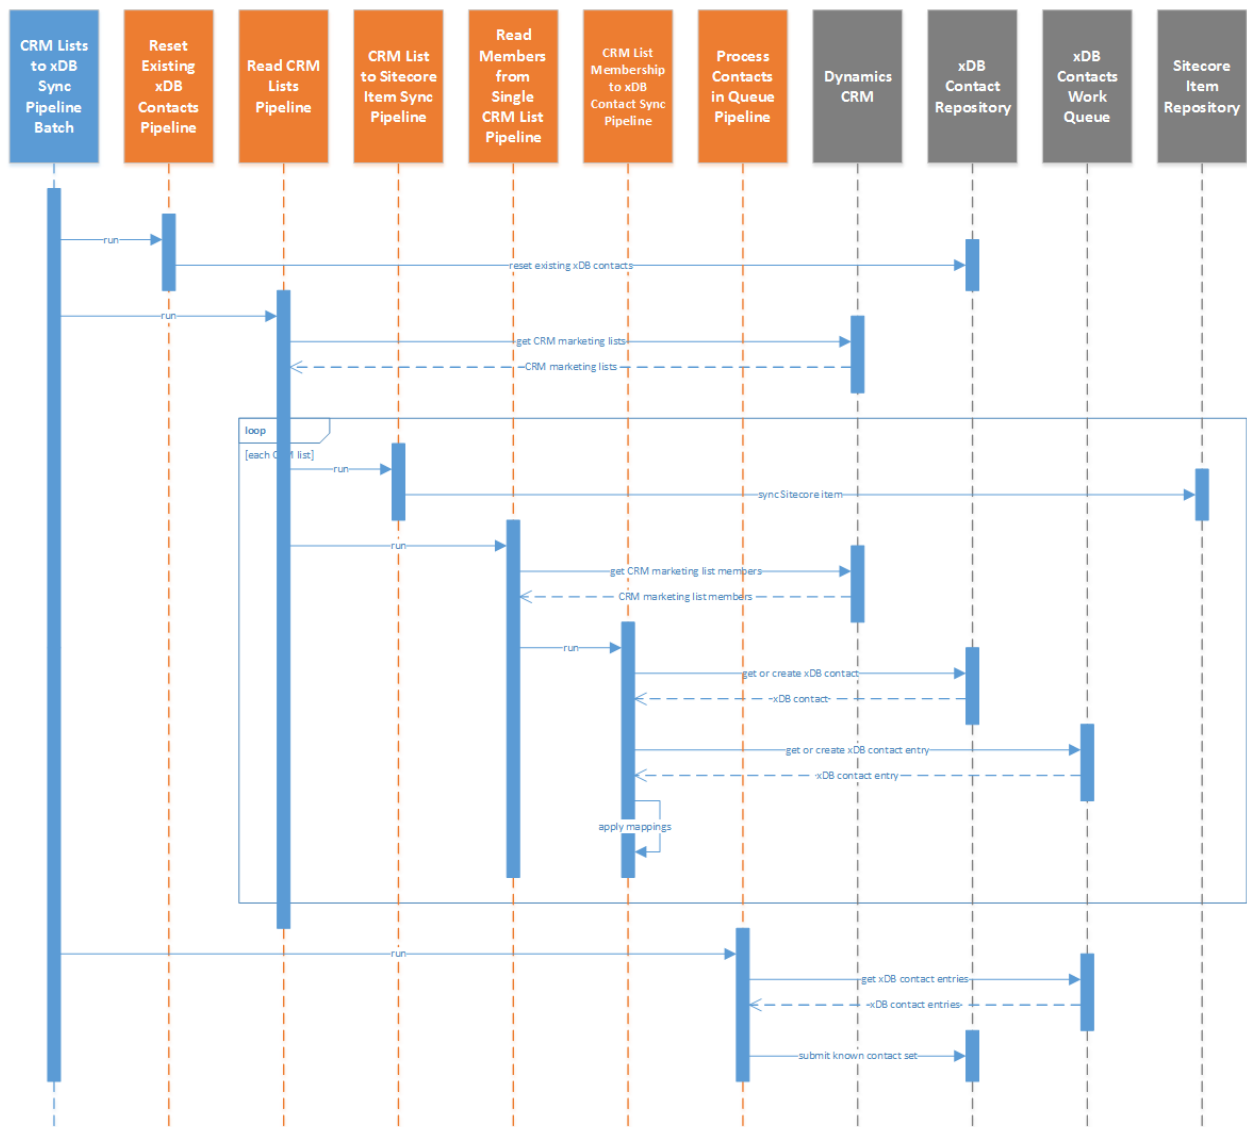 CRM Lists
to xDB
Sync
Pipeline
Batch
Reset
Existing
xDB
Contacts
Pipeline
Read CRM
Lists
Pipeline
CRM List
to Sitecore
Item Sync
Pipeline
Read
Members
from
Single
CRM List
Pipeline
CRM List
Membership
to xDB
Contact Sync
Pipeline
Process
Contacts
in Queue
Pipeline
Dynamics
CRM
xDB
Contact
Repository
xDB
Contacts
Work
Queue
Sitecore
Item
Repository
run
reset existing xDB contacts
run
get CRM marketing lists
CRM marketing lists
loop
[each CRM list]
run
sync Sitecore item
run
get CRM marketing list members
CRM marketing list members
run
get or create xDB contact
xDB contact
get or create xDB contact entry
xDB contact entry
apply mappings
run
get xDB contact entries
xDB contact entries
submit known contact set